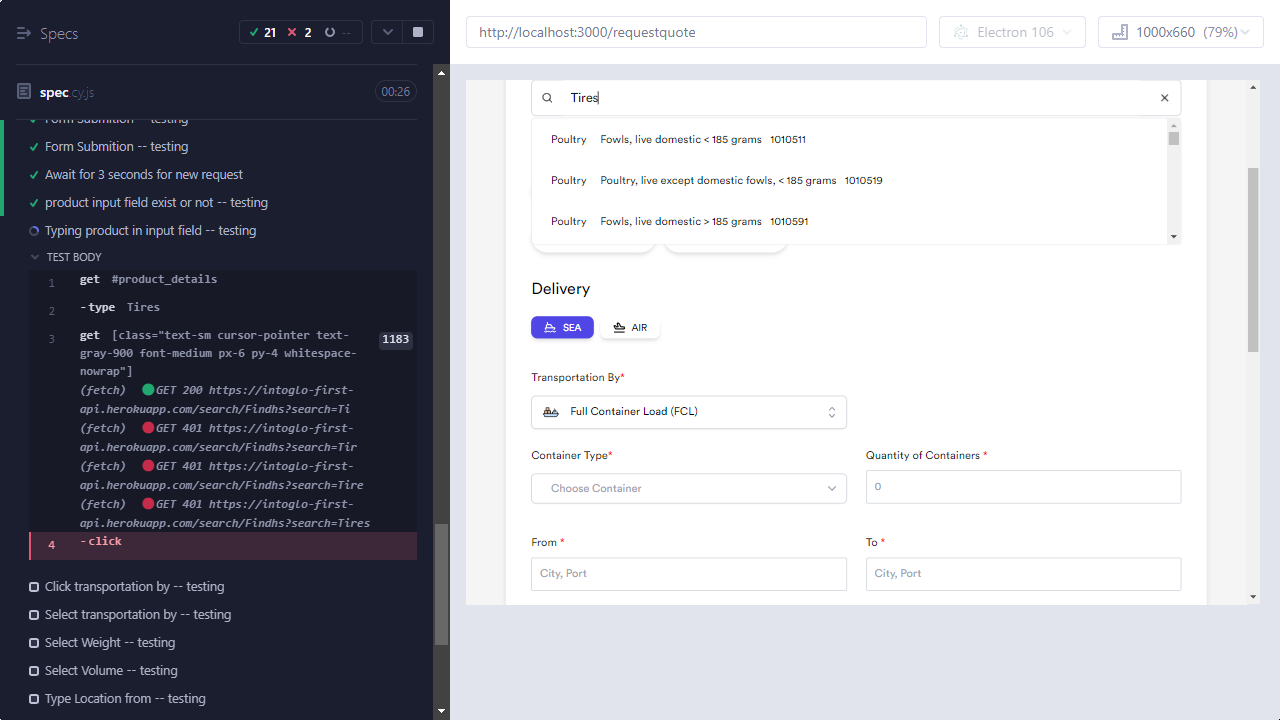 Specs
21 2 --
spec.cy.js 00:26
Form Submition -- testing
Form Submition -- testing
Await for 3 seconds for new request
product input field exist or not -- testing
Typing product in input field -- testing
TEST BODY
1 get #product_details
2 -type Tires
3 get [class="text-sm cursor-pointer text-
gray-900 font-medium px-6 py-4 whitespace-
nowrap"]
1183
(fetch) GET 200 https://intoglo-first-
api.herokuapp.com/search/Findhs?search=Ti
(fetch) GET 401 https://intoglo-first-
api.herokuapp.com/search/Findhs?search=Tir
(fetch) GET 401 https://intoglo-first-
api.herokuapp.com/search/Findhs?search=Tire
(fetch) GET 401 https://intoglo-first-
api.herokuapp.com/search/Findhs?search=Tires
4 -click
Click transportation by -- testing
Select transportation by -- testing
Select Weight -- testing
Select Volume -- testing
Type Location from -- testing
http://localhost:3000/requestquote
Electron 106
1000x660 (79%)
Tires
Poultry Fowls, live domestic < 185 grams 1010511
Poultry Poultry, live except domestic fowls, < 185 grams 1010519
Poultry Fowls, live domestic > 185 grams 1010591
Delivery
SEA AIR
Transportation By*
Full Container Load (FCL)
Container Type* Quantity of Containers *
Choose Container 0
From * To *
City, Port City, Port